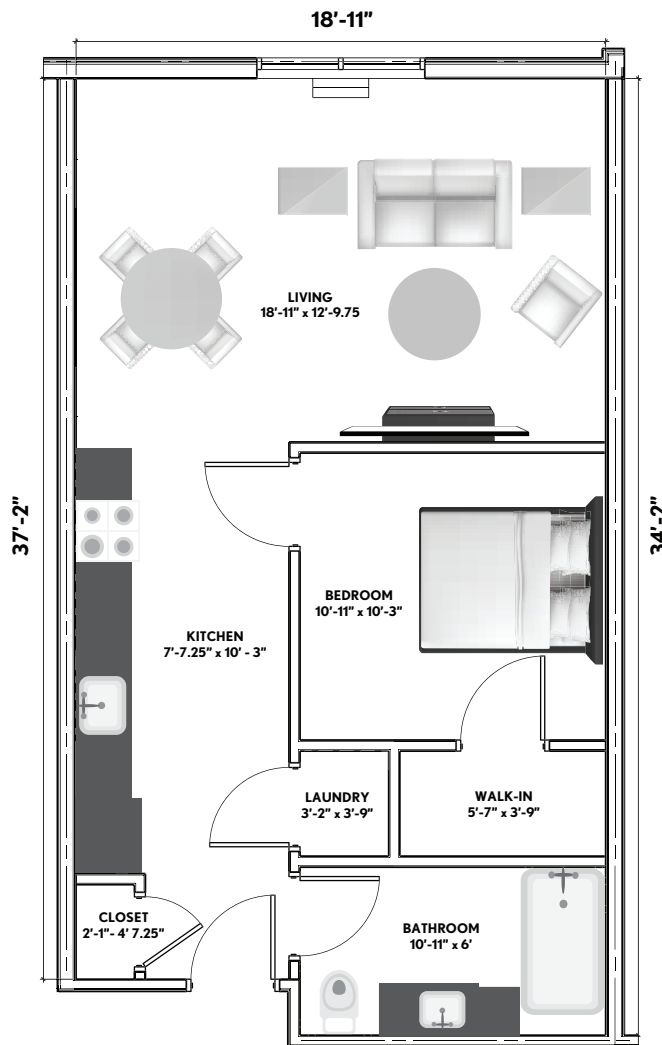 18'-11"
LIVING
18'-11" x 12'-9.75
37'-2"
34'-2"
BEDROOM
10'-11" x 10'-3"
KITCHEN
7'-7.25" x 10' - 3"
LAUNDRY
3'-2" x 3'-9"
WALK-IN
5'-7" x 3'-9"
CLOSET
2'-1"- 4' 7.25"
BATHROOM
10'-11" x 6'